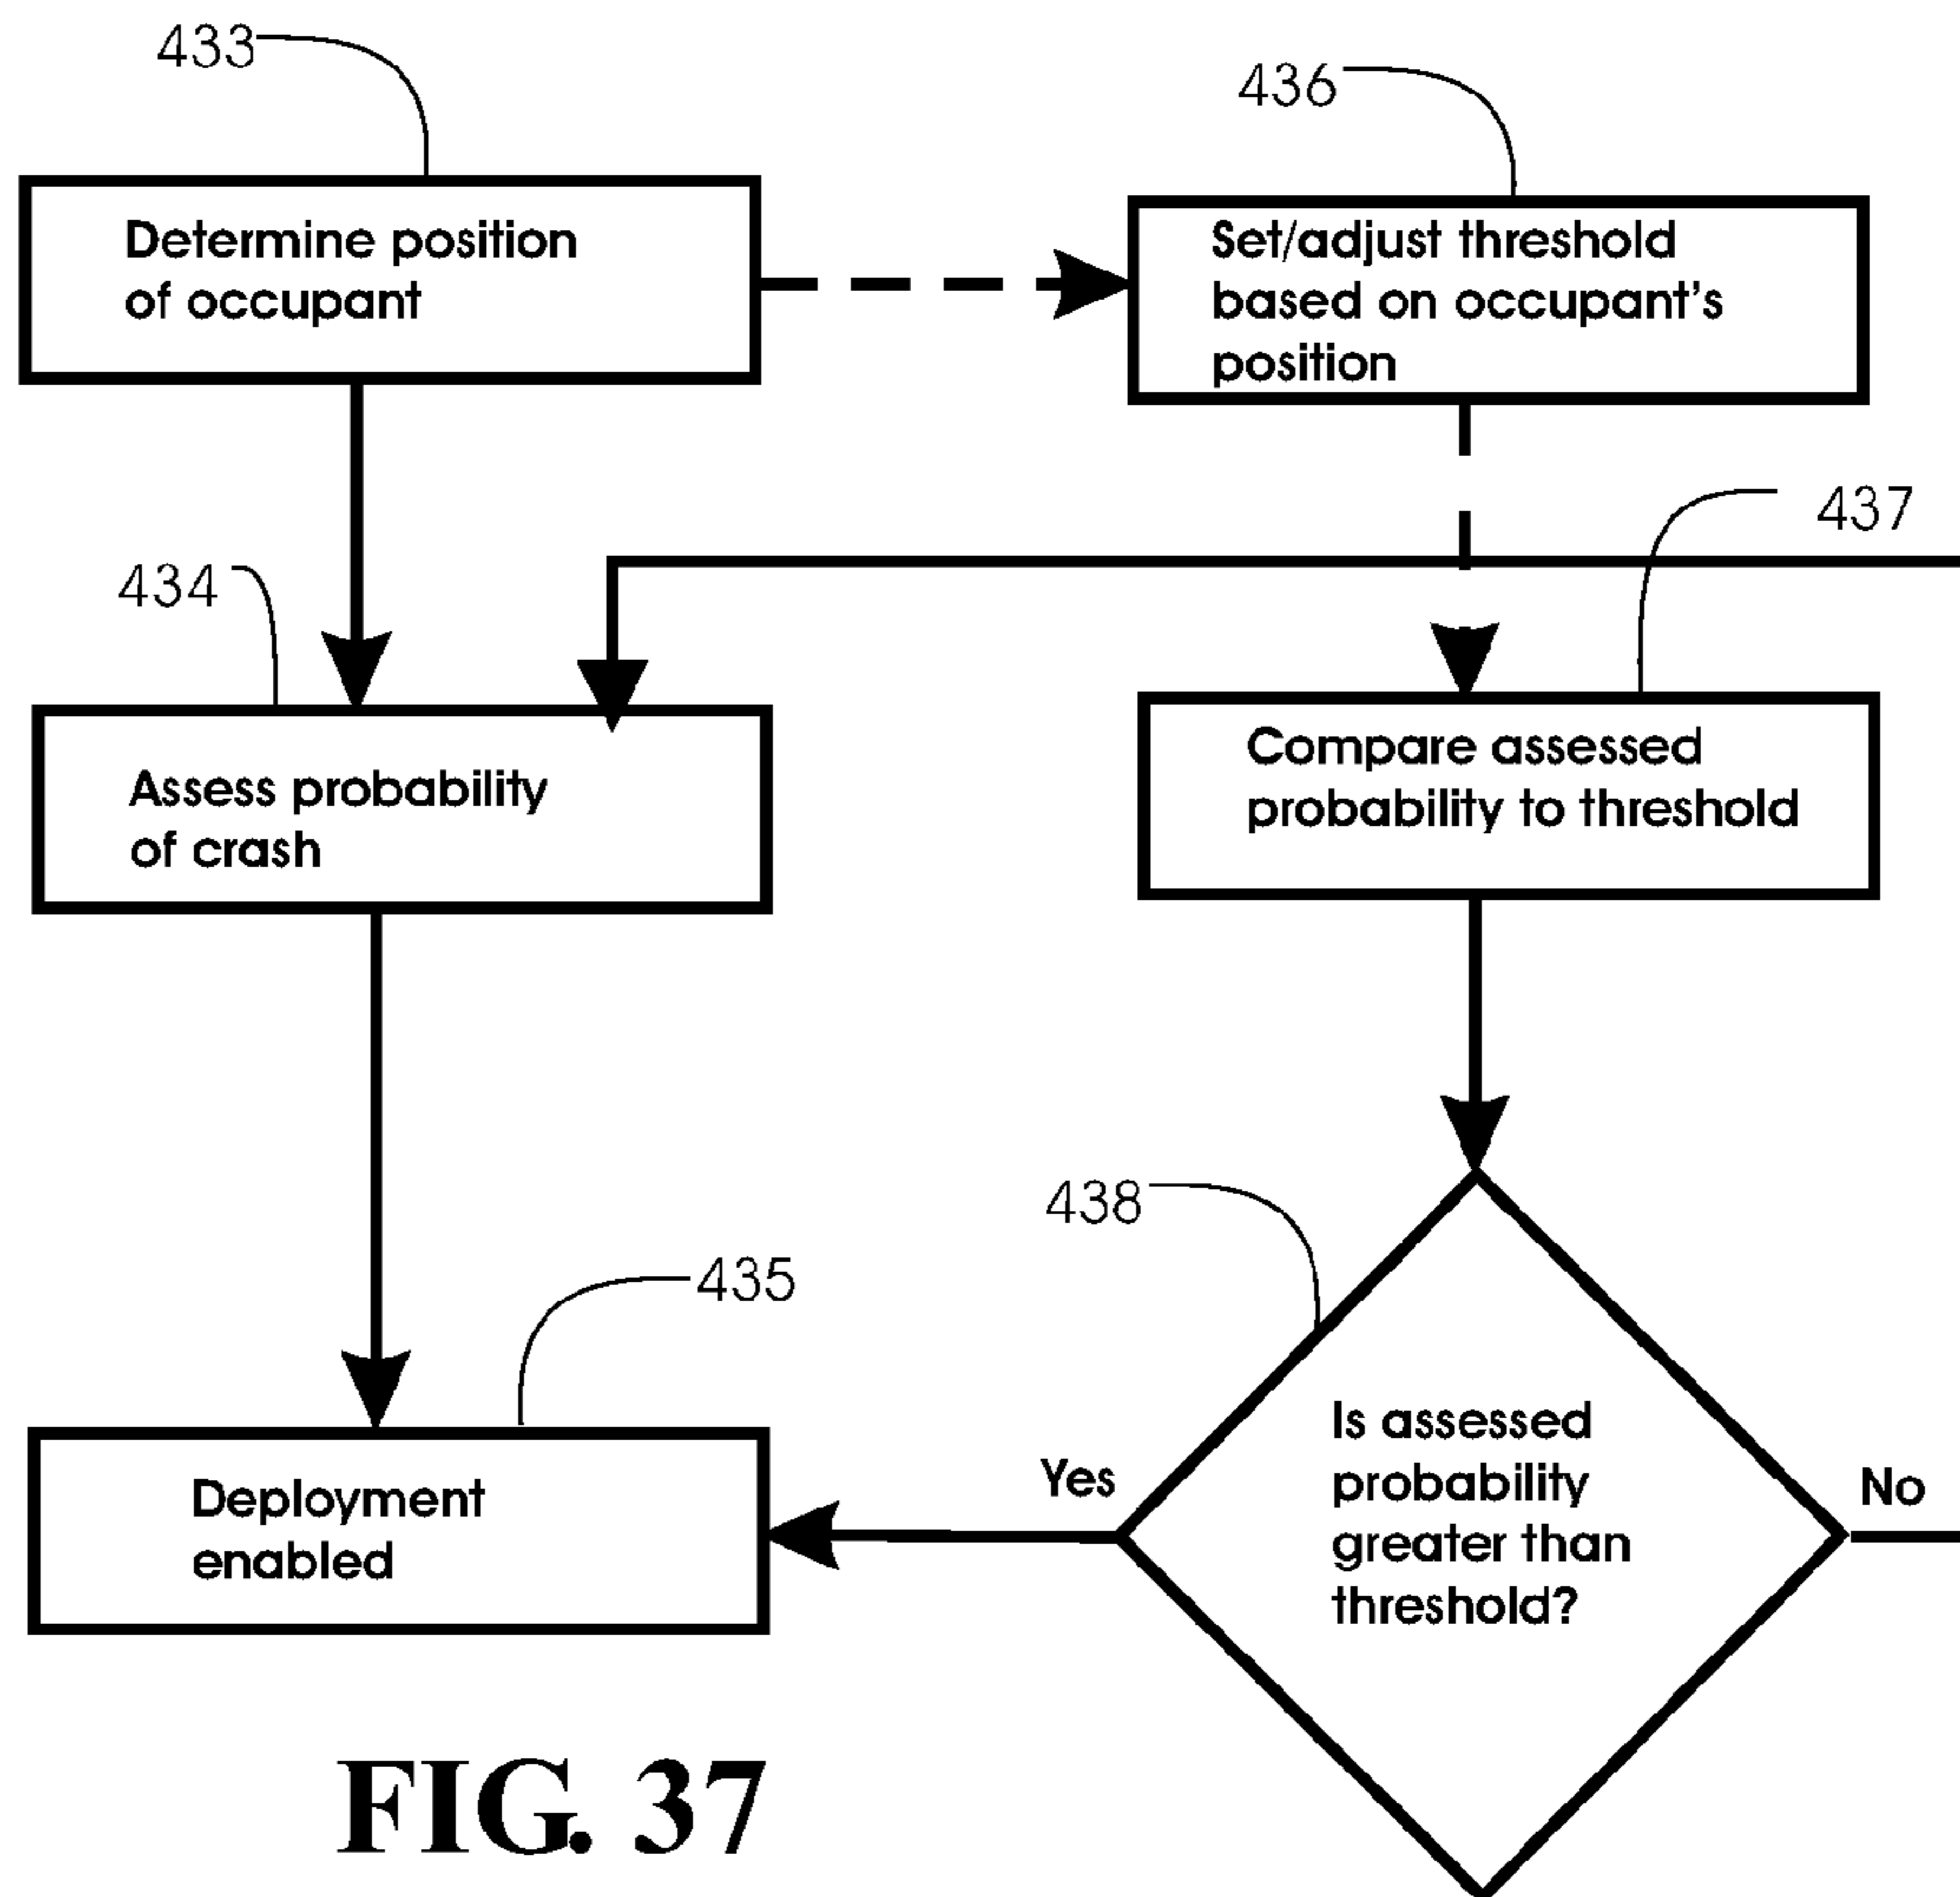 433
436
Determine position
of occupant
Set/adjust threshold
based on occupant's
position
437
434
Assess probability
of crash
Compare assessed
probability to threshold
438
435
Deployment
enabled
Yes
Is assessed
probability
greater than
threshold?
No
FIG. 37